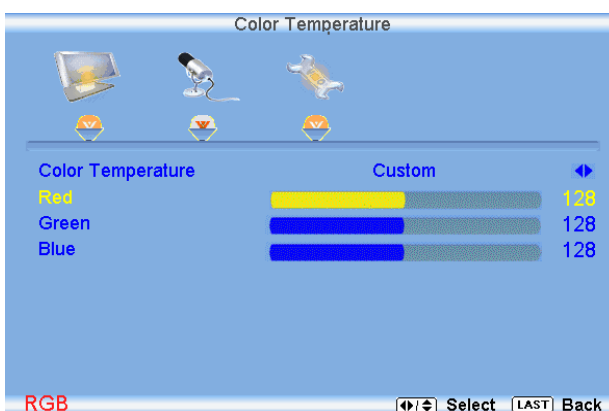 Color Temperature
Color Temperature Custom
Red 128
Green 128
Blue 128
RGB Select LAST Back